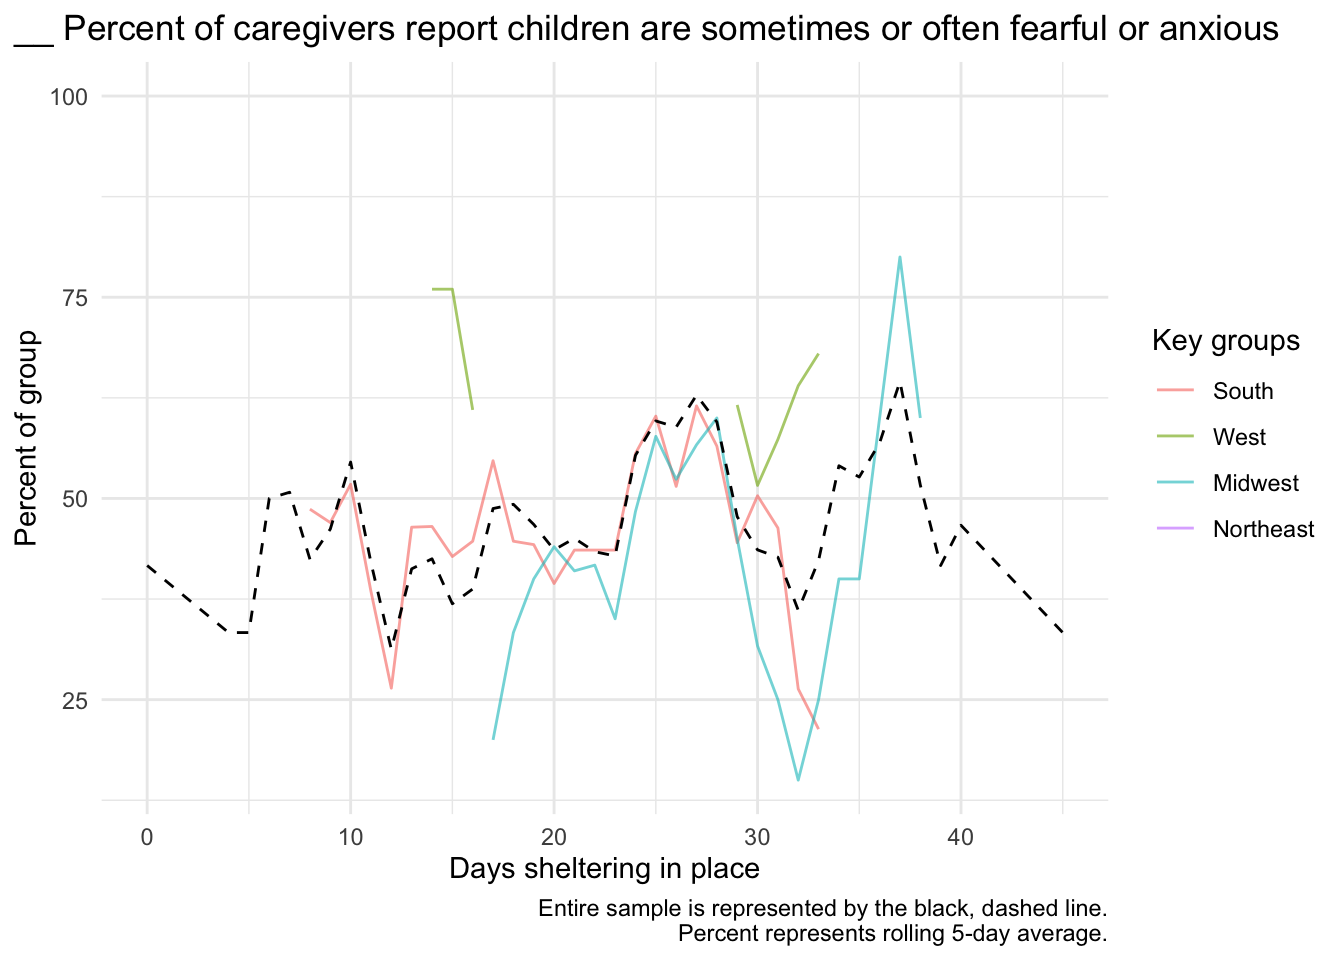 __ Percent of caregivers report children are sometimes or often fearful or anxious
100
75
50
25
Percent of group
0 10 20 30 40
Days sheltering in place
Key groups
South
West
Midwest
Northeast
Entire sample is represented by the black, dashed line.
Percent represents rolling 5-day average.